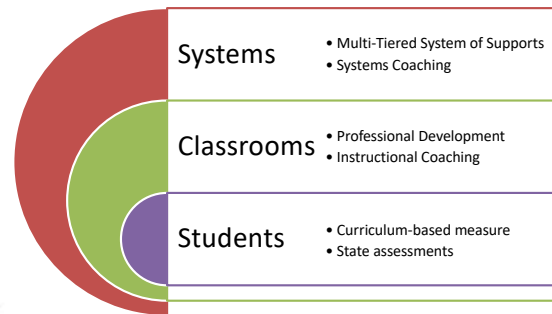 Systems
• Multi-Tiered System of Supports
• Systems Coaching
Classrooms
• Professional Development
• Instructional Coaching
Students
• Curriculum-based measure
• State assessments